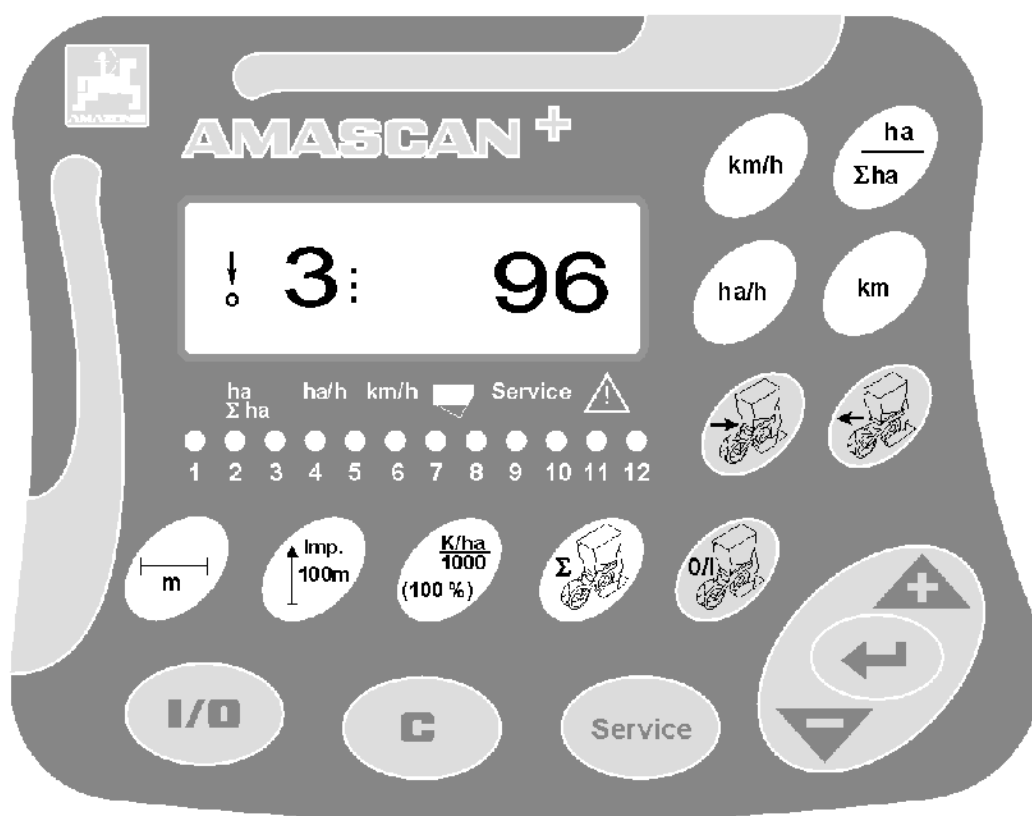 AMAZONE
AMASCAN+
km/h
ha
Σha
3: 96
ha/h
km
ha
Σ ha
ha/h km/h Service
1 2 3 4 5 6 7 8 9 10 11 12
m
Imp.
100m
K/ha
1000
(100 %)
Σ
0/I
I/O
C
Service